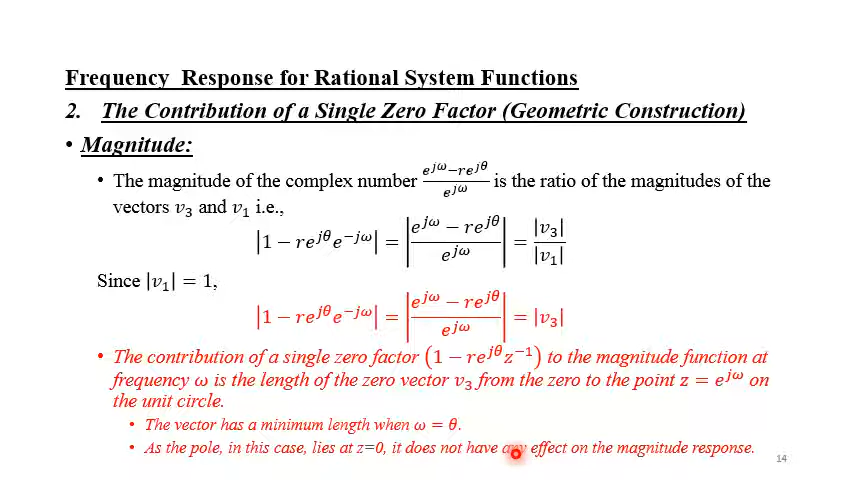 Frequency Response for Rational System Functions
2. The Contribution of a Single Zero Factor (Geometric Construction)
• Magnitude:
• The magnitude of the complex number \frac{e^{jω}−re^{jθ}}{e^{jω}} is the ratio of the magnitudes of the
vectors v₃ and v₁ i.e.,
|1 − re^{jθ}e^{−jω}| = |\frac{e^{jω} − re^{jθ}}{e^{jω}}| = \frac{|v₃|}{|v₁|}
Since |v₁| = 1,
|1 − re^{jθ}e^{−jω}| = |\frac{e^{jω} − re^{jθ}}{e^{jω}}| = |v₃|
• The contribution of a single zero factor (1 − re^{jθ}z^{−1}) to the magnitude function at
frequency ω is the length of the zero vector v₃ from the zero to the point z = e^{jω} on
the unit circle.
• The vector has a minimum length when ω = θ.
• As the pole, in this case, lies at z=0, it does not have any effect on the magnitude response.
14